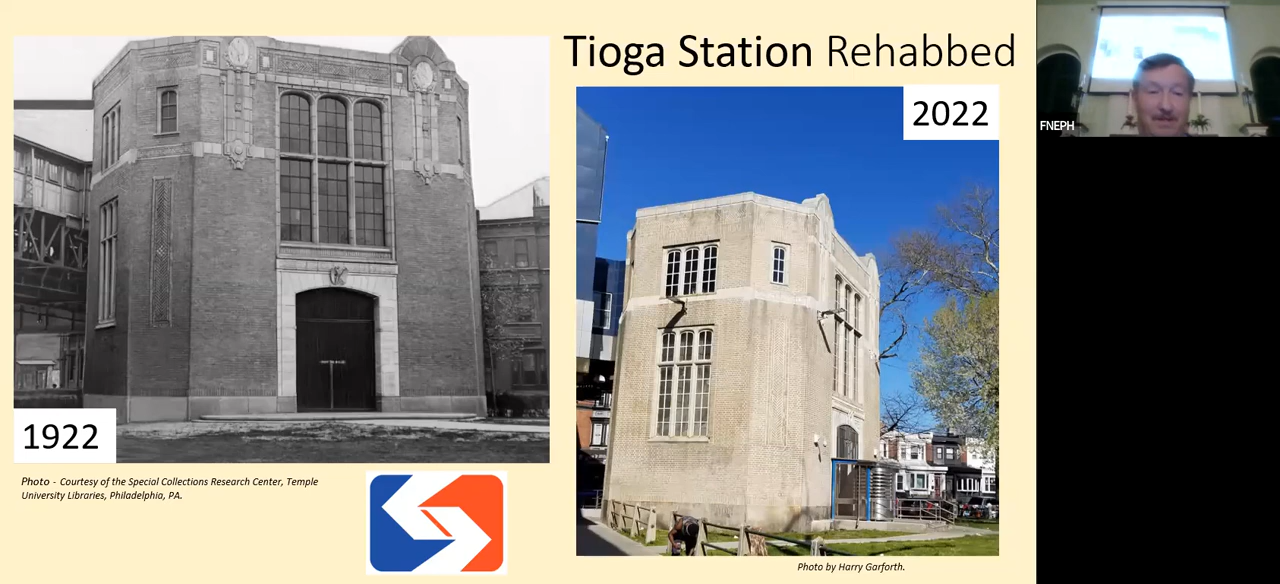 Tioga Station Rehabbed
1922
2022
Photo - Courtesy of the Special Collections Research Center, Temple
University Libraries, Philadelphia, PA.
Photo by Harry Garforth.
FNEPH